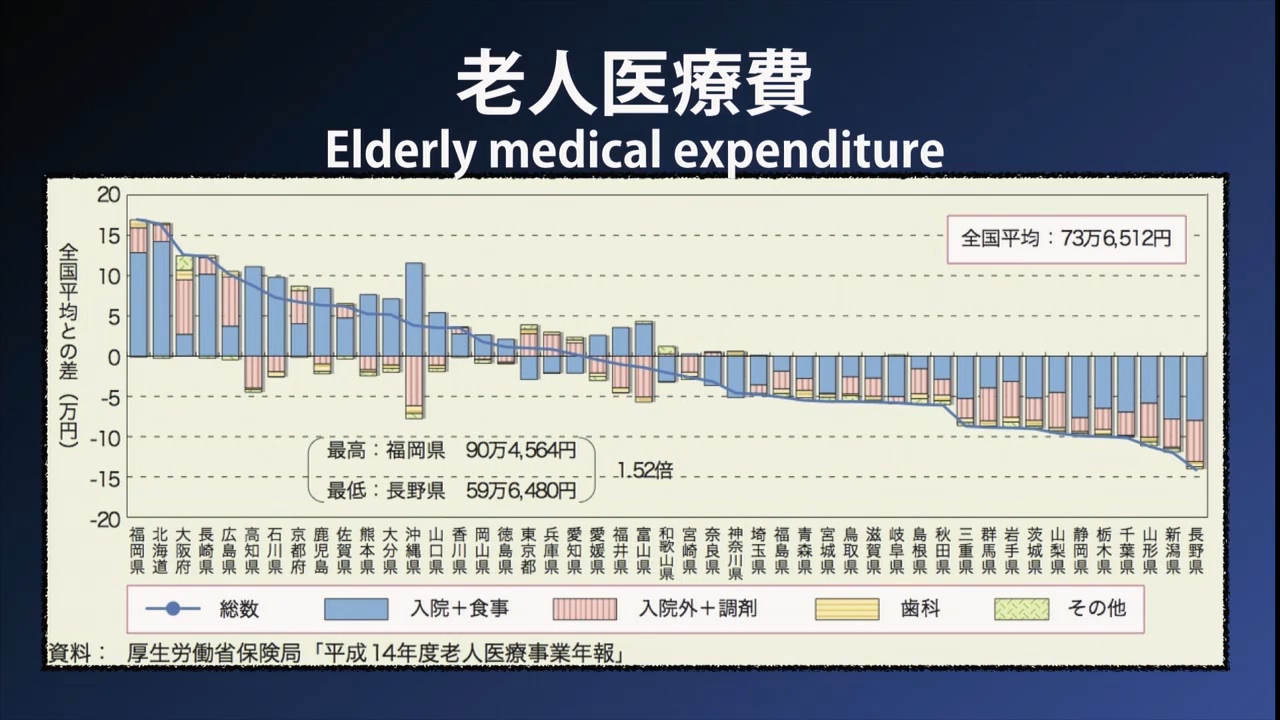 老人医療費
Elderly medical expenditure
全国平均との差（万円）
20
15
10
5
0
-5
-10
-15
-20
全国平均：73万6,512円
最高：福岡県 90万4,564円
最低：長野県 59万6,480円
1.52倍
福岡県 北海道 大阪府 長崎県 広島県 高知県 石川県 京都府 鹿児島 佐賀県 熊本県 大分県 沖縄県 山口県 香川県 岡山県 徳島県 東京都 兵庫県 愛知県 愛媛県 福井県 富山県 和歌山県 宮崎県 奈良県 神奈川県 埼玉県 福島県 青森県 宮城県 鳥取県 滋賀県 岐阜県 島根県 秋田県 三重県 群馬県 岩手県 茨城県 山梨県 静岡県 栃木県 千葉県 山形県 新潟県 長野県
総数 入院＋食事 入院外＋調剤 歯科 その他
資料： 厚生労働省保険局「平成14年度老人医療事業年報」